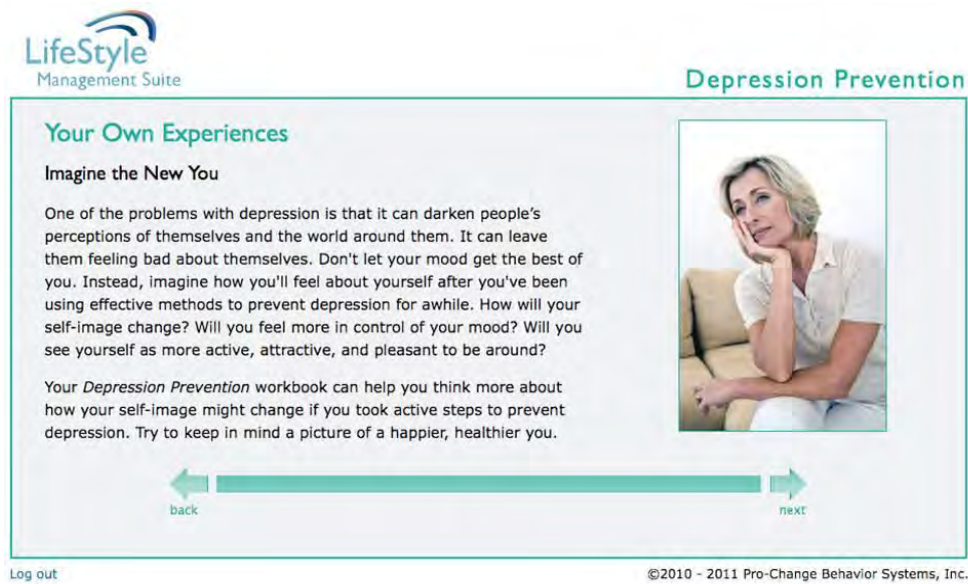 LifeStyle
Management Suite
Depression Prevention
Your Own Experiences
Imagine the New You
One of the problems with depression is that it can darken people’s
perceptions of themselves and the world around them. It can leave
them feeling bad about themselves. Don't let your mood get the best of
you. Instead, imagine how you'll feel about yourself after you've been
using effective methods to prevent depression for awhile. How will your
self-image change? Will you feel more in control of your mood? Will you
see yourself as more active, attractive, and pleasant to be around?
Your Depression Prevention workbook can help you think more about
how your self-image might change if you took active steps to prevent
depression. Try to keep in mind a picture of a happier, healthier you.
back
next
Log out
©2010 - 2011 Pro-Change Behavior Systems, Inc.